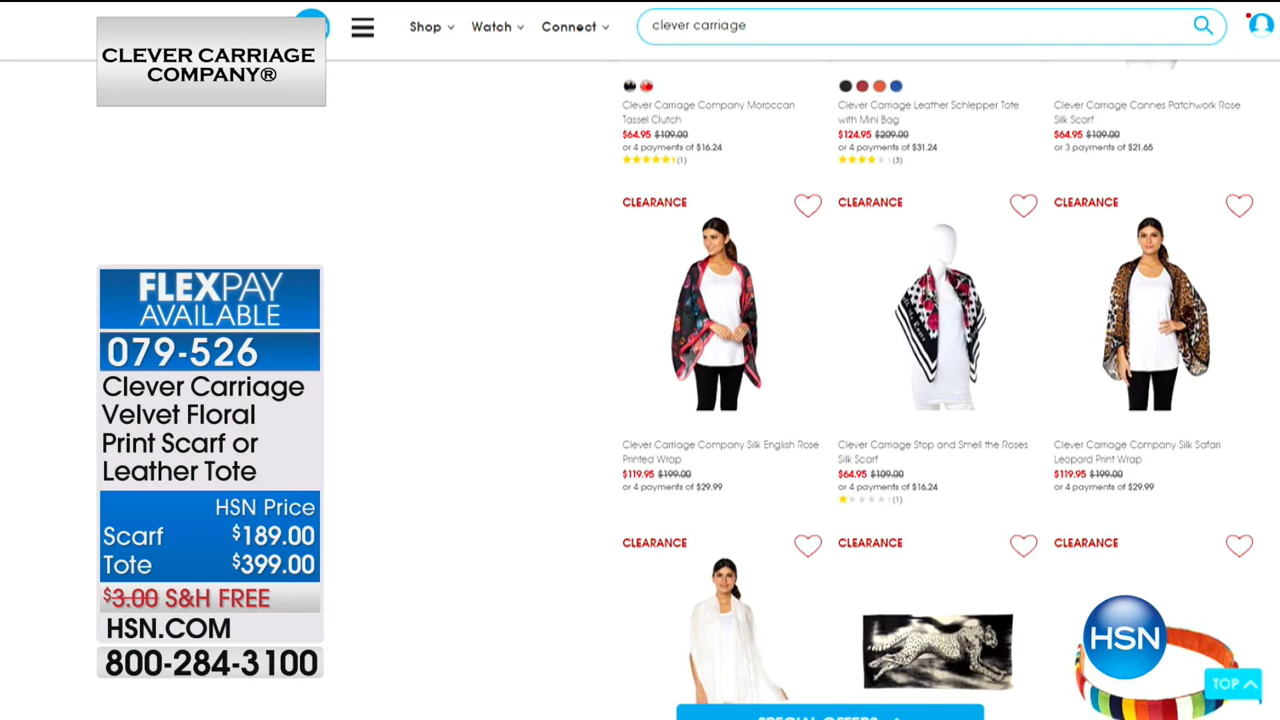 CLEVER CARRIAGE
COMPANY®
Shop
Watch
Connect
clever carriage
Clever Carriage Company Moroccan
Tassel Clutch
$64.95 $109.00
or 4 payments of $16.24
(1)
Clever Carriage Leather Schlepper Tote
with Mini Bag
$124.95 $209.00
or 4 payments of $31.24
(3)
Clever Carriage Cannes Patchwork Rose
Silk Scarf
$64.95 $109.00
or 3 payments of $21.65
CLEARANCE
CLEARANCE
CLEARANCE
Clever Carriage Company Silk English Rose
Printed Wrap
$119.95 $199.00
or 4 payments of $29.99
Clever Carriage Stop and Smell the Roses
Silk Scarf
$64.95 $109.00
or 4 payments of $16.24
(1)
Clever Carriage Company Silk Safari
Leopard Print Wrap
$119.95 $199.00
or 4 payments of $29.99
CLEARANCE
CLEARANCE
CLEARANCE
FLEXPAY
AVAILABLE
079-526
Clever Carriage
Velvet Floral
Print Scarf or
Leather Tote
HSN Price
Scarf $189.00
Tote $399.00
$3.00 S&H FREE
HSN.COM
800-284-3100
HSN
TOP
SPECIAL OFFERS